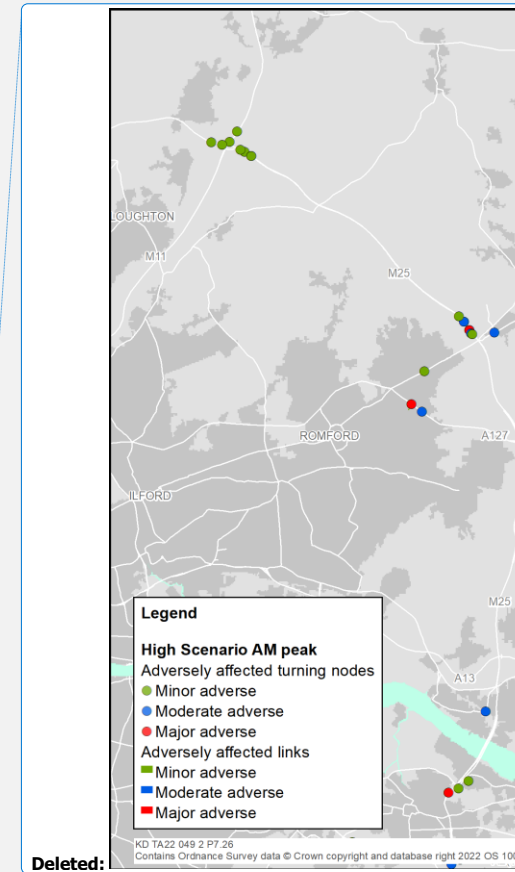 LOUGHTON
M11
M25
ROMFORD
A127
ILFORD
M25
A13
Legend
High Scenario AM peak
Adversely affected turning nodes
Minor adverse
Moderate adverse
Major adverse
Adversely affected links
Minor adverse
Moderate adverse
Major adverse
KD TA22 049 2 P7.26
Contains Ordnance Survey data © Crown copyright and database right 2022 OS 100
Deleted: